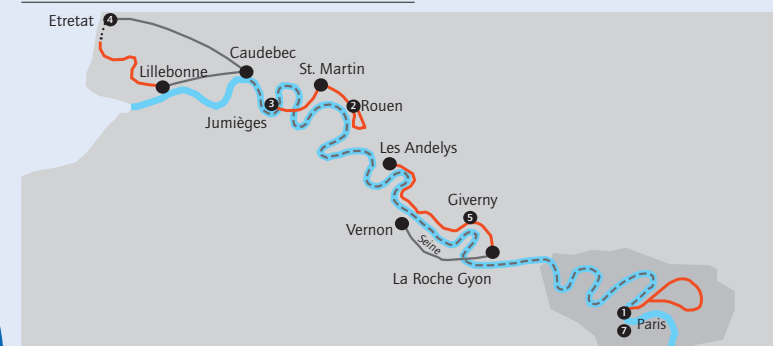 Etretat 4
Caudebec
Lillebonne
St. Martin
3
2 Rouen
Jumièges
Les Andelys
Giverny
5
Vernon
Seine
La Roche Gyon
1
Paris
7